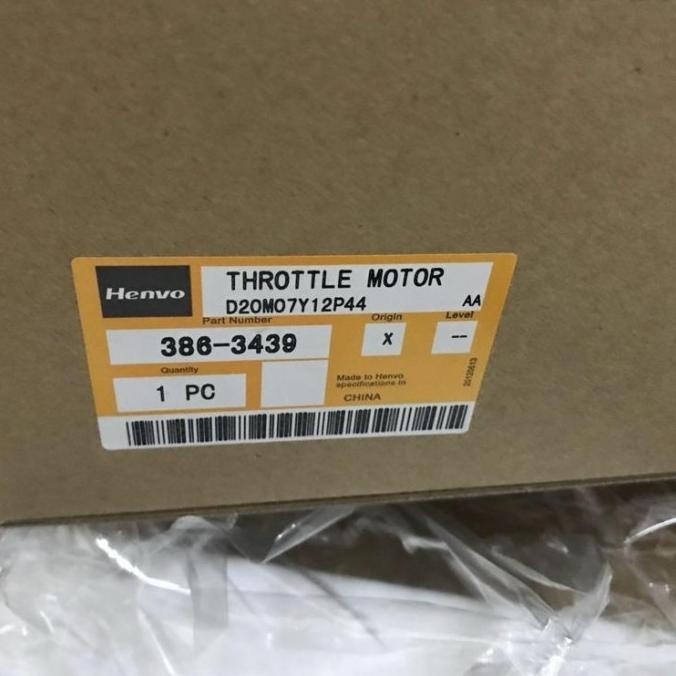 Henvo
THROTTLE MOTOR
D20M07Y12P44 AA
Part Number Origin Level
386-3439 X --
Quantity
1 PC
Made to Henvo
specifications in
CHINA
20120613